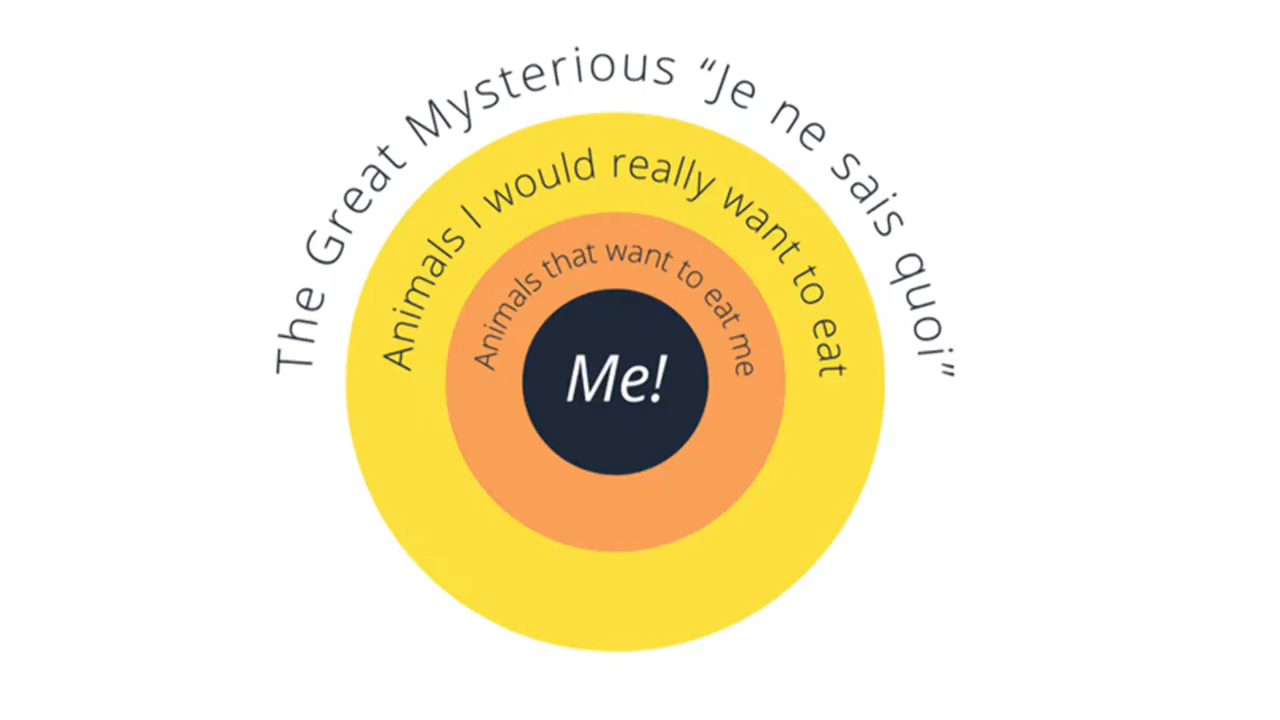 The Great Mysterious “Je ne sais quoi”
Animals I would really want to eat
Animals that want to eat me
Me!